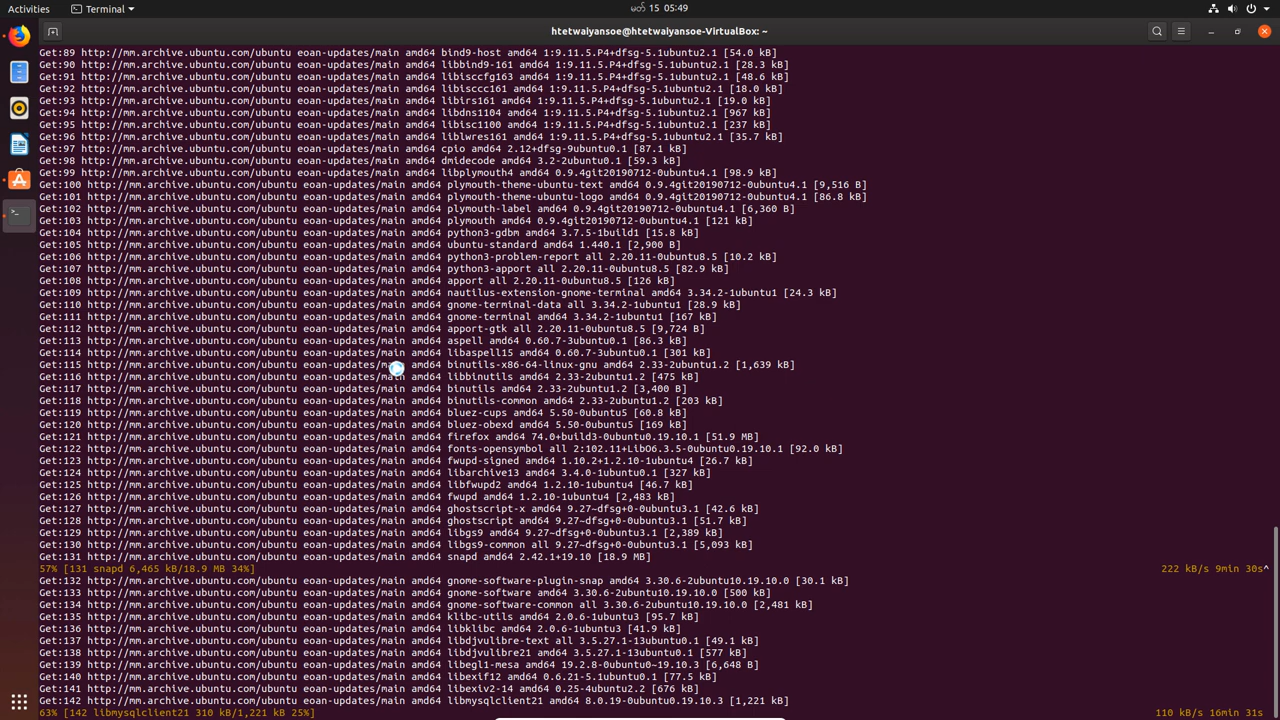 Activities
Terminal
မတ် 15 05:49
htetwaiyansoe@htetwaiyansoe-VirtualBox: ~
Get:89 http://mm.archive.ubuntu.com/ubuntu eoan-updates/main amd64 bind9-host amd64 1:9.11.5.P4+dfsg-5.1ubuntu2.1 [54.0 kB]
Get:90 http://mm.archive.ubuntu.com/ubuntu eoan-updates/main amd64 libbind9-161 amd64 1:9.11.5.P4+dfsg-5.1ubuntu2.1 [28.3 kB]
Get:91 http://mm.archive.ubuntu.com/ubuntu eoan-updates/main amd64 libisccfg163 amd64 1:9.11.5.P4+dfsg-5.1ubuntu2.1 [48.6 kB]
Get:92 http://mm.archive.ubuntu.com/ubuntu eoan-updates/main amd64 libisccc161 amd64 1:9.11.5.P4+dfsg-5.1ubuntu2.1 [18.0 kB]
Get:93 http://mm.archive.ubuntu.com/ubuntu eoan-updates/main amd64 libirs161 amd64 1:9.11.5.P4+dfsg-5.1ubuntu2.1 [19.0 kB]
Get:94 http://mm.archive.ubuntu.com/ubuntu eoan-updates/main amd64 libdns1104 amd64 1:9.11.5.P4+dfsg-5.1ubuntu2.1 [967 kB]
Get:95 http://mm.archive.ubuntu.com/ubuntu eoan-updates/main amd64 libisc1100 amd64 1:9.11.5.P4+dfsg-5.1ubuntu2.1 [237 kB]
Get:96 http://mm.archive.ubuntu.com/ubuntu eoan-updates/main amd64 liblwres161 amd64 1:9.11.5.P4+dfsg-5.1ubuntu2.1 [35.7 kB]
Get:97 http://mm.archive.ubuntu.com/ubuntu eoan-updates/main amd64 cpio amd64 2.12+dfsg-9ubuntu0.1 [87.1 kB]
Get:98 http://mm.archive.ubuntu.com/ubuntu eoan-updates/main amd64 dmidecode amd64 3.2-2ubuntu0.1 [59.3 kB]
Get:99 http://mm.archive.ubuntu.com/ubuntu eoan-updates/main amd64 libplymouth4 amd64 0.9.4git20190712-0ubuntu4.1 [98.9 kB]
Get:100 http://mm.archive.ubuntu.com/ubuntu eoan-updates/main amd64 plymouth-theme-ubuntu-text amd64 0.9.4git20190712-0ubuntu4.1 [9,516 B]
Get:101 http://mm.archive.ubuntu.com/ubuntu eoan-updates/main amd64 plymouth-theme-ubuntu-logo amd64 0.9.4git20190712-0ubuntu4.1 [86.8 kB]
Get:102 http://mm.archive.ubuntu.com/ubuntu eoan-updates/main amd64 plymouth-label amd64 0.9.4git20190712-0ubuntu4.1 [6,360 B]
Get:103 http://mm.archive.ubuntu.com/ubuntu eoan-updates/main amd64 plymouth amd64 0.9.4git20190712-0ubuntu4.1 [121 kB]
Get:104 http://mm.archive.ubuntu.com/ubuntu eoan-updates/main amd64 python3-gdbm amd64 3.7.5-1build1 [15.8 kB]
Get:105 http://mm.archive.ubuntu.com/ubuntu eoan-updates/main amd64 ubuntu-standard amd64 1.440.1 [2,900 B]
Get:106 http://mm.archive.ubuntu.com/ubuntu eoan-updates/main amd64 python3-problem-report all 2.20.11-0ubuntu8.5 [10.2 kB]
Get:107 http://mm.archive.ubuntu.com/ubuntu eoan-updates/main amd64 python3-apport all 2.20.11-0ubuntu8.5 [82.9 kB]
Get:108 http://mm.archive.ubuntu.com/ubuntu eoan-updates/main amd64 apport all 2.20.11-0ubuntu8.5 [126 kB]
Get:109 http://mm.archive.ubuntu.com/ubuntu eoan-updates/main amd64 nautilus-extension-gnome-terminal amd64 3.34.2-1ubuntu1 [24.3 kB]
Get:110 http://mm.archive.ubuntu.com/ubuntu eoan-updates/main amd64 gnome-terminal-data all 3.34.2-1ubuntu1 [28.9 kB]
Get:111 http://mm.archive.ubuntu.com/ubuntu eoan-updates/main amd64 gnome-terminal amd64 3.34.2-1ubuntu1 [167 kB]
Get:112 http://mm.archive.ubuntu.com/ubuntu eoan-updates/main amd64 apport-gtk all 2.20.11-0ubuntu8.5 [9,724 B]
Get:113 http://mm.archive.ubuntu.com/ubuntu eoan-updates/main amd64 aspell amd64 0.60.7-3ubuntu0.1 [86.3 kB]
Get:114 http://mm.archive.ubuntu.com/ubuntu eoan-updates/main amd64 libaspell15 amd64 0.60.7-3ubuntu0.1 [301 kB]
Get:115 http://mm.archive.ubuntu.com/ubuntu eoan-updates/main amd64 binutils-x86-64-linux-gnu amd64 2.33-2ubuntu1.2 [1,639 kB]
Get:116 http://mm.archive.ubuntu.com/ubuntu eoan-updates/main amd64 libbinutils amd64 2.33-2ubuntu1.2 [475 kB]
Get:117 http://mm.archive.ubuntu.com/ubuntu eoan-updates/main amd64 binutils amd64 2.33-2ubuntu1.2 [3,400 B]
Get:118 http://mm.archive.ubuntu.com/ubuntu eoan-updates/main amd64 binutils-common amd64 2.33-2ubuntu1.2 [203 kB]
Get:119 http://mm.archive.ubuntu.com/ubuntu eoan-updates/main amd64 bluez-cups amd64 5.50-0ubuntu5 [60.8 kB]
Get:120 http://mm.archive.ubuntu.com/ubuntu eoan-updates/main amd64 bluez-obexd amd64 5.50-0ubuntu5 [169 kB]
Get:121 http://mm.archive.ubuntu.com/ubuntu eoan-updates/main amd64 firefox amd64 74.0+build3-0ubuntu0.19.10.1 [51.9 MB]
Get:122 http://mm.archive.ubuntu.com/ubuntu eoan-updates/main amd64 fonts-opensymbol all 2:102.11+LibO6.3.5-0ubuntu0.19.10.1 [92.0 kB]
Get:123 http://mm.archive.ubuntu.com/ubuntu eoan-updates/main amd64 fwupd-signed amd64 1.10.2+1.2.10-1ubuntu4 [26.7 kB]
Get:124 http://mm.archive.ubuntu.com/ubuntu eoan-updates/main amd64 libarchive13 amd64 3.4.0-1ubuntu0.1 [327 kB]
Get:125 http://mm.archive.ubuntu.com/ubuntu eoan-updates/main amd64 libfwupd2 amd64 1.2.10-1ubuntu4 [46.7 kB]
Get:126 http://mm.archive.ubuntu.com/ubuntu eoan-updates/main amd64 fwupd amd64 1.2.10-1ubuntu4 [2,483 kB]
Get:127 http://mm.archive.ubuntu.com/ubuntu eoan-updates/main amd64 ghostscript-x amd64 9.27~dfsg+0-0ubuntu3.1 [42.6 kB]
Get:128 http://mm.archive.ubuntu.com/ubuntu eoan-updates/main amd64 ghostscript amd64 9.27~dfsg+0-0ubuntu3.1 [51.7 kB]
Get:129 http://mm.archive.ubuntu.com/ubuntu eoan-updates/main amd64 libgs9 amd64 9.27~dfsg+0-0ubuntu3.1 [2,389 kB]
Get:130 http://mm.archive.ubuntu.com/ubuntu eoan-updates/main amd64 libgs9-common all 9.27~dfsg+0-0ubuntu3.1 [5,093 kB]
Get:131 http://mm.archive.ubuntu.com/ubuntu eoan-updates/main amd64 snapd amd64 2.42.1+19.10 [18.9 MB]
57% [131 snapd 6,465 kB/18.9 MB 34%] 222 kB/s 9min 30s^
Get:132 http://mm.archive.ubuntu.com/ubuntu eoan-updates/main amd64 gnome-software-plugin-snap amd64 3.30.6-2ubuntu10.19.10.0 [30.1 kB]
Get:133 http://mm.archive.ubuntu.com/ubuntu eoan-updates/main amd64 gnome-software amd64 3.30.6-2ubuntu10.19.10.0 [500 kB]
Get:134 http://mm.archive.ubuntu.com/ubuntu eoan-updates/main amd64 gnome-software-common all 3.30.6-2ubuntu10.19.10.0 [2,481 kB]
Get:135 http://mm.archive.ubuntu.com/ubuntu eoan-updates/main amd64 klibc-utils amd64 2.0.6-1ubuntu3 [95.7 kB]
Get:136 http://mm.archive.ubuntu.com/ubuntu eoan-updates/main amd64 libklibc amd64 2.0.6-1ubuntu3 [41.9 kB]
Get:137 http://mm.archive.ubuntu.com/ubuntu eoan-updates/main amd64 libdjvulibre-text all 3.5.27.1-13ubuntu0.1 [49.1 kB]
Get:138 http://mm.archive.ubuntu.com/ubuntu eoan-updates/main amd64 libdjvulibre21 amd64 3.5.27.1-13ubuntu0.1 [577 kB]
Get:139 http://mm.archive.ubuntu.com/ubuntu eoan-updates/main amd64 libegl1-mesa amd64 19.2.8-0ubuntu0~19.10.3 [6,648 B]
Get:140 http://mm.archive.ubuntu.com/ubuntu eoan-updates/main amd64 libexif12 amd64 0.6.21-5.1ubuntu0.1 [77.5 kB]
Get:141 http://mm.archive.ubuntu.com/ubuntu eoan-updates/main amd64 libexiv2-14 amd64 0.25-4ubuntu2.2 [676 kB]
Get:142 http://mm.archive.ubuntu.com/ubuntu eoan-updates/main amd64 libmysqlclient21 amd64 8.0.19-0ubuntu0.19.10.3 [1,221 kB]
63% [142 libmysqlclient21 310 kB/1,221 kB 25%] 110 kB/s 16min 31s